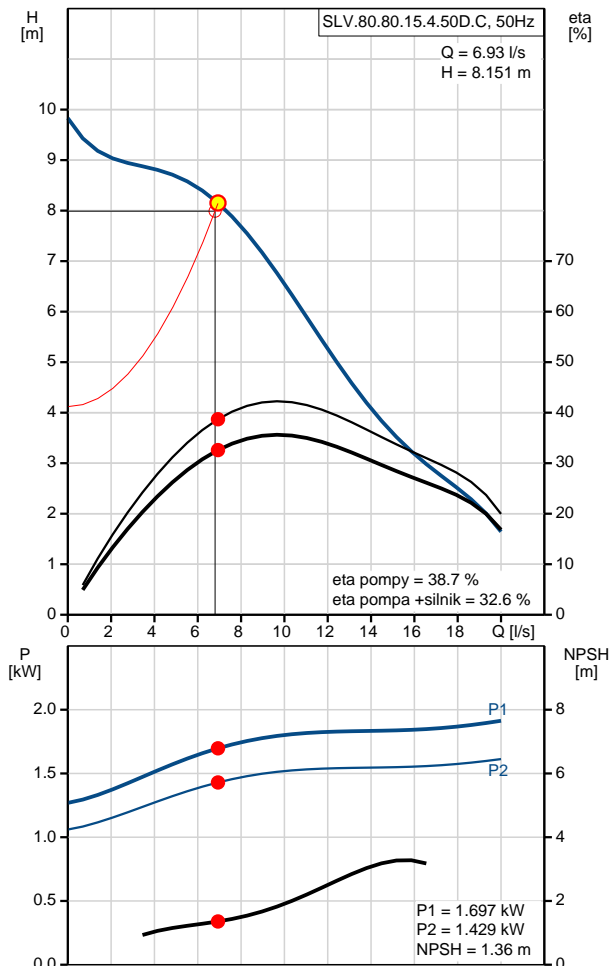 H
[m]
SLV.80.80.15.4.50D.C, 50Hz
eta
[%]
Q = 6.93 l/s
H = 8.151 m
10
9
8
7
6
5
4
3
2
1
0
70
60
50
40
30
20
10
0
eta pompy = 38.7 %
eta pompa +silnik = 32.6 %
0 2 4 6 8 10 12 14 16 18 Q [l/s]
P
[kW]
NPSH
[m]
2.0
1.5
1.0
0.5
0.0
8
6
4
2
0
P1
P2
P1 = 1.697 kW
P2 = 1.429 kW
NPSH = 1.36 m